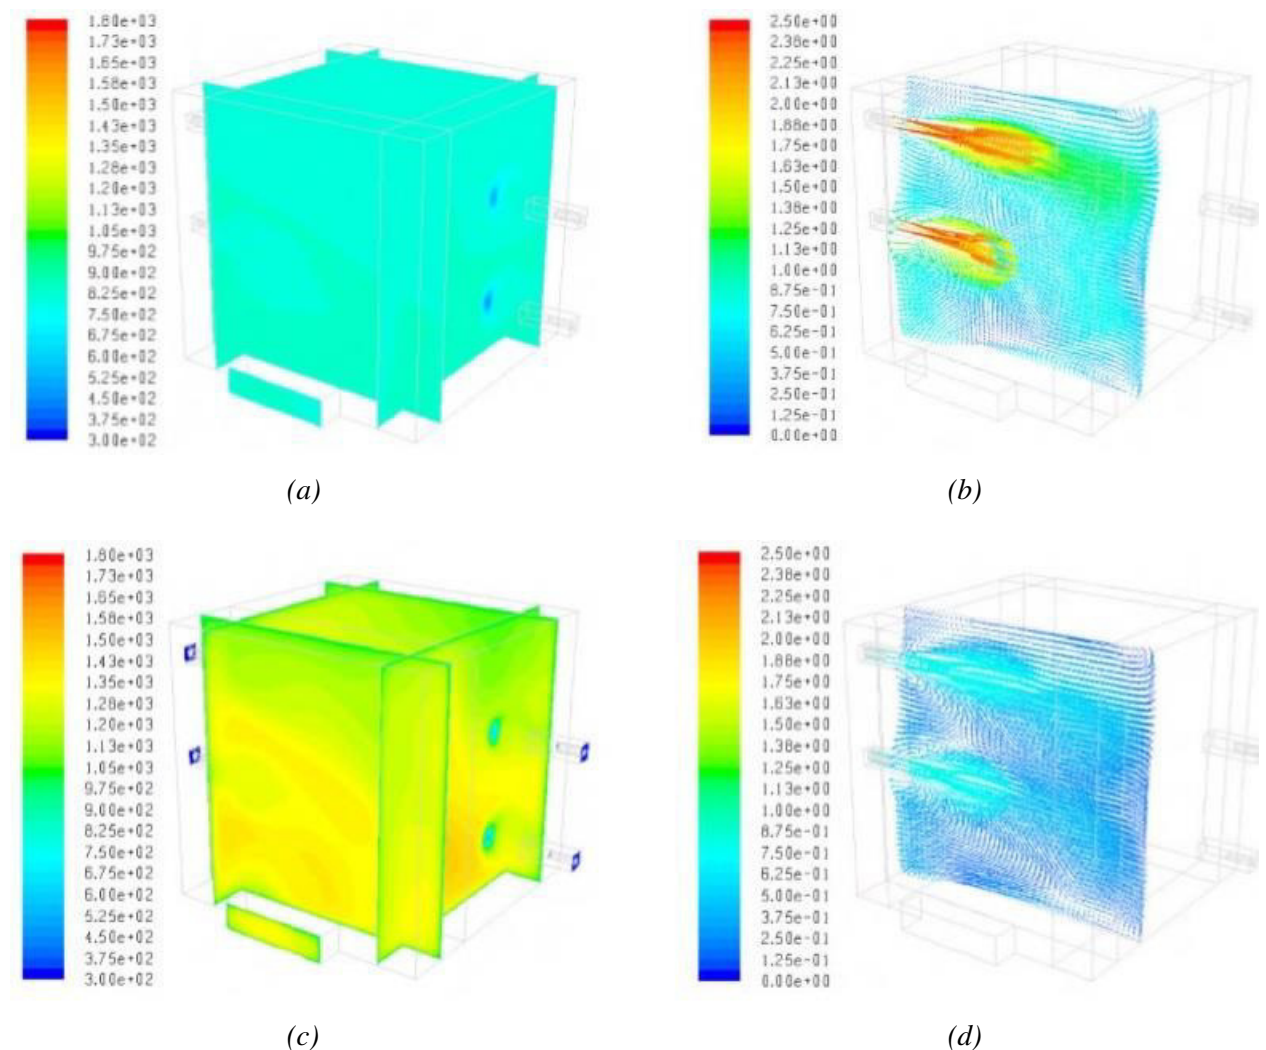 1.80e+03
1.73e+03
1.65e+03
1.58e+03
1.50e+03
1.43e+03
1.35e+03
1.28e+03
1.20e+03
1.13e+03
1.05e+03
9.75e+02
9.00e+02
8.25e+02
7.50e+02
6.75e+02
6.00e+02
5.25e+02
4.50e+02
3.75e+02
3.00e+02
(a)
2.50e+00
2.38e+00
2.25e+00
2.13e+00
2.00e+00
1.88e+00
1.75e+00
1.63e+00
1.50e+00
1.38e+00
1.25e+00
1.13e+00
1.00e+00
8.75e-01
7.50e-01
6.25e-01
5.00e-01
3.75e-01
2.50e-01
1.25e-01
0.00e+00
(b)
1.80e+03
1.73e+03
1.65e+03
1.58e+03
1.50e+03
1.43e+03
1.35e+03
1.28e+03
1.20e+03
1.13e+03
1.05e+03
9.75e+02
9.00e+02
8.25e+02
7.50e+02
6.75e+02
6.00e+02
5.25e+02
4.50e+02
3.75e+02
3.00e+02
(c)
2.50e+00
2.38e+00
2.25e+00
2.13e+00
2.00e+00
1.88e+00
1.75e+00
1.63e+00
1.50e+00
1.38e+00
1.25e+00
1.13e+00
1.00e+00
8.75e-01
7.50e-01
6.25e-01
5.00e-01
3.75e-01
2.50e-01
1.25e-01
0.00e+00
(d)